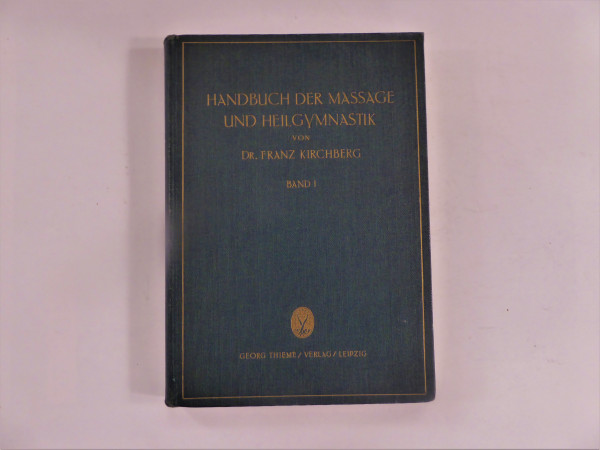 HANDBUCH DER MASSAGE
UND HEILGYMNASTIK
VON
DR. FRANZ KIRCHBERG
BAND I
GEORG THIEME / VERLAG / LEIPZIG